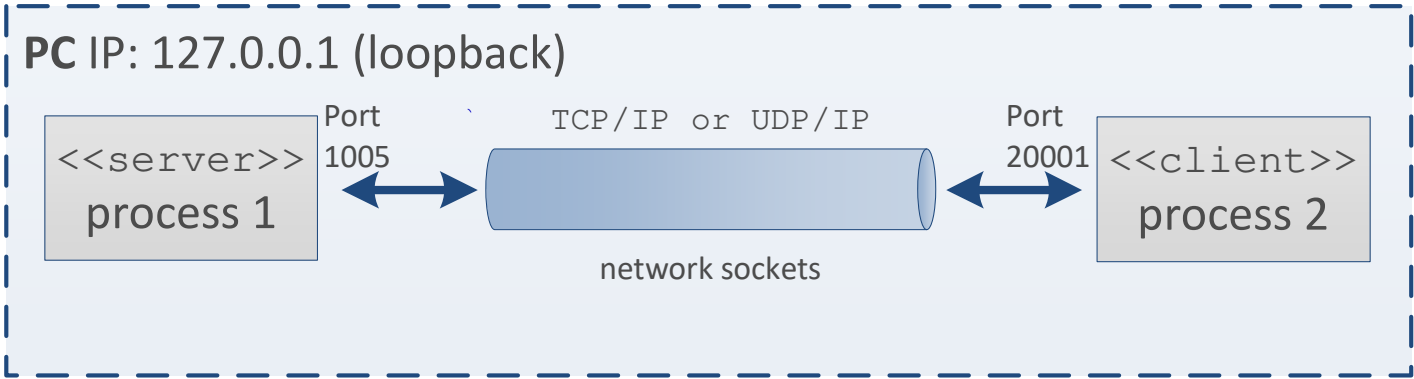 PC IP: 127.0.0.1 (loopback)
Port
1005
`
TCP/IP or UDP/IP
Port
20001
<<server>>
process 1
<<client>>
process 2
network sockets